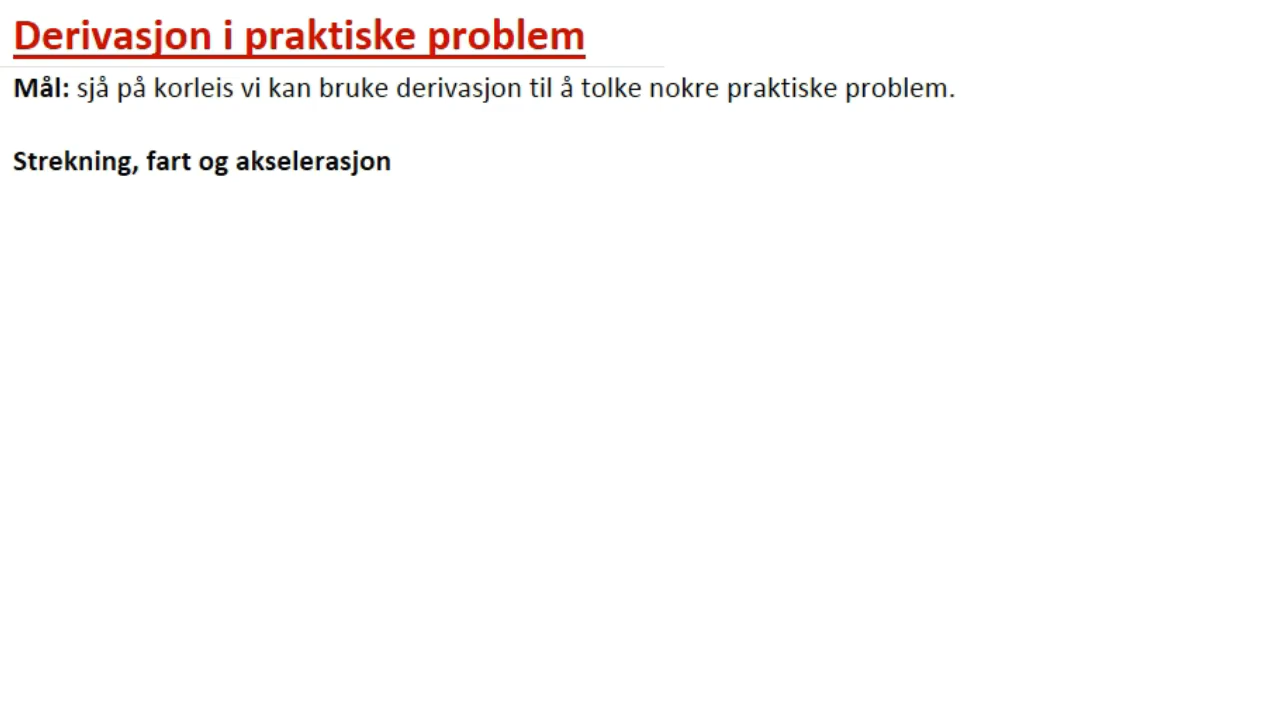 Derivasjon i praktiske problem
Mål: sjå på korleis vi kan bruke derivasjon til å tolke nokre praktiske problem.
Strekning, fart og akselerasjon